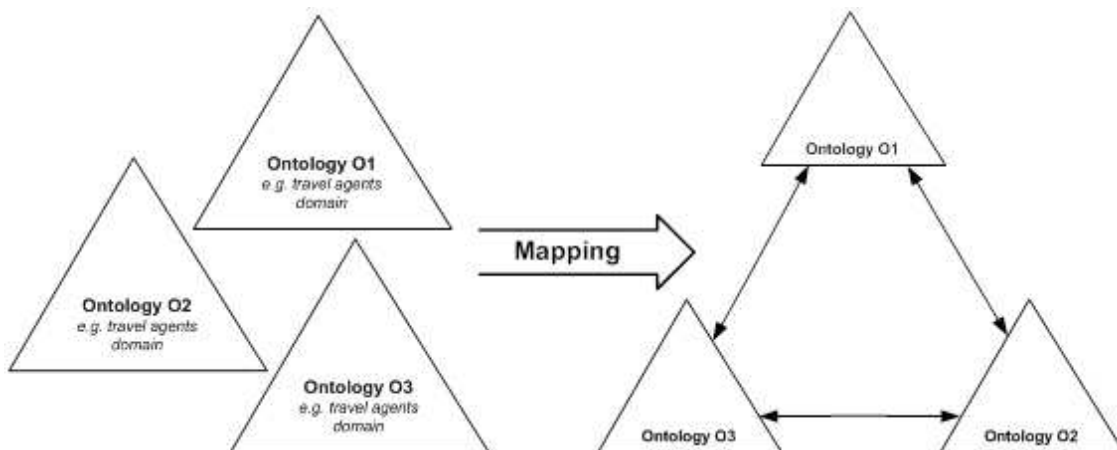 Ontology O1
e.g. travel agents
domain
Ontology O2
e.g. travel agents
domain
Ontology O3
e.g. travel agents
domain
Mapping
Ontology O1
Ontology O3
Ontology O2